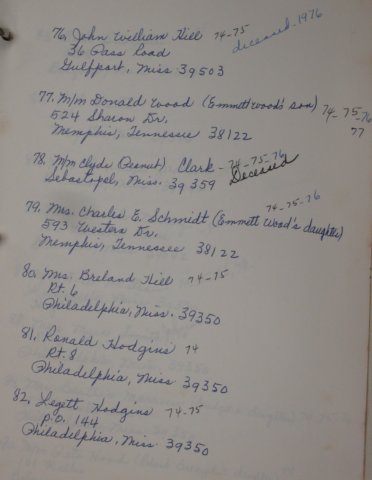 76. John William Hill 74-75 deceased-1976
36 Pass Road
Gulfport, Miss 39503
77. M/m Donald Wood (Emmett Wood's son) 74-75-76
524 Sharon Dr. 77
Memphis, Tennessee 38122
78. M/m Clyde (Peanut) Clark - 74-75-76
Sebastopol, Miss. 39359 Deceased
74-75-76
79. Mrs. Charles E. Schmidt (Emmett Wood's daughter)
593 Western Dr.
Memphis, Tennessee 38122
80. Mrs. Breland Hill 74-75
Rt. 6
Philadelphia, Miss. 39350
81. Ronald Hodgins 74
Rt. 8
Philadelphia, Miss 39350
82. Legett Hodgins 74-75
P.O. 144
Philadelphia, Miss 39350